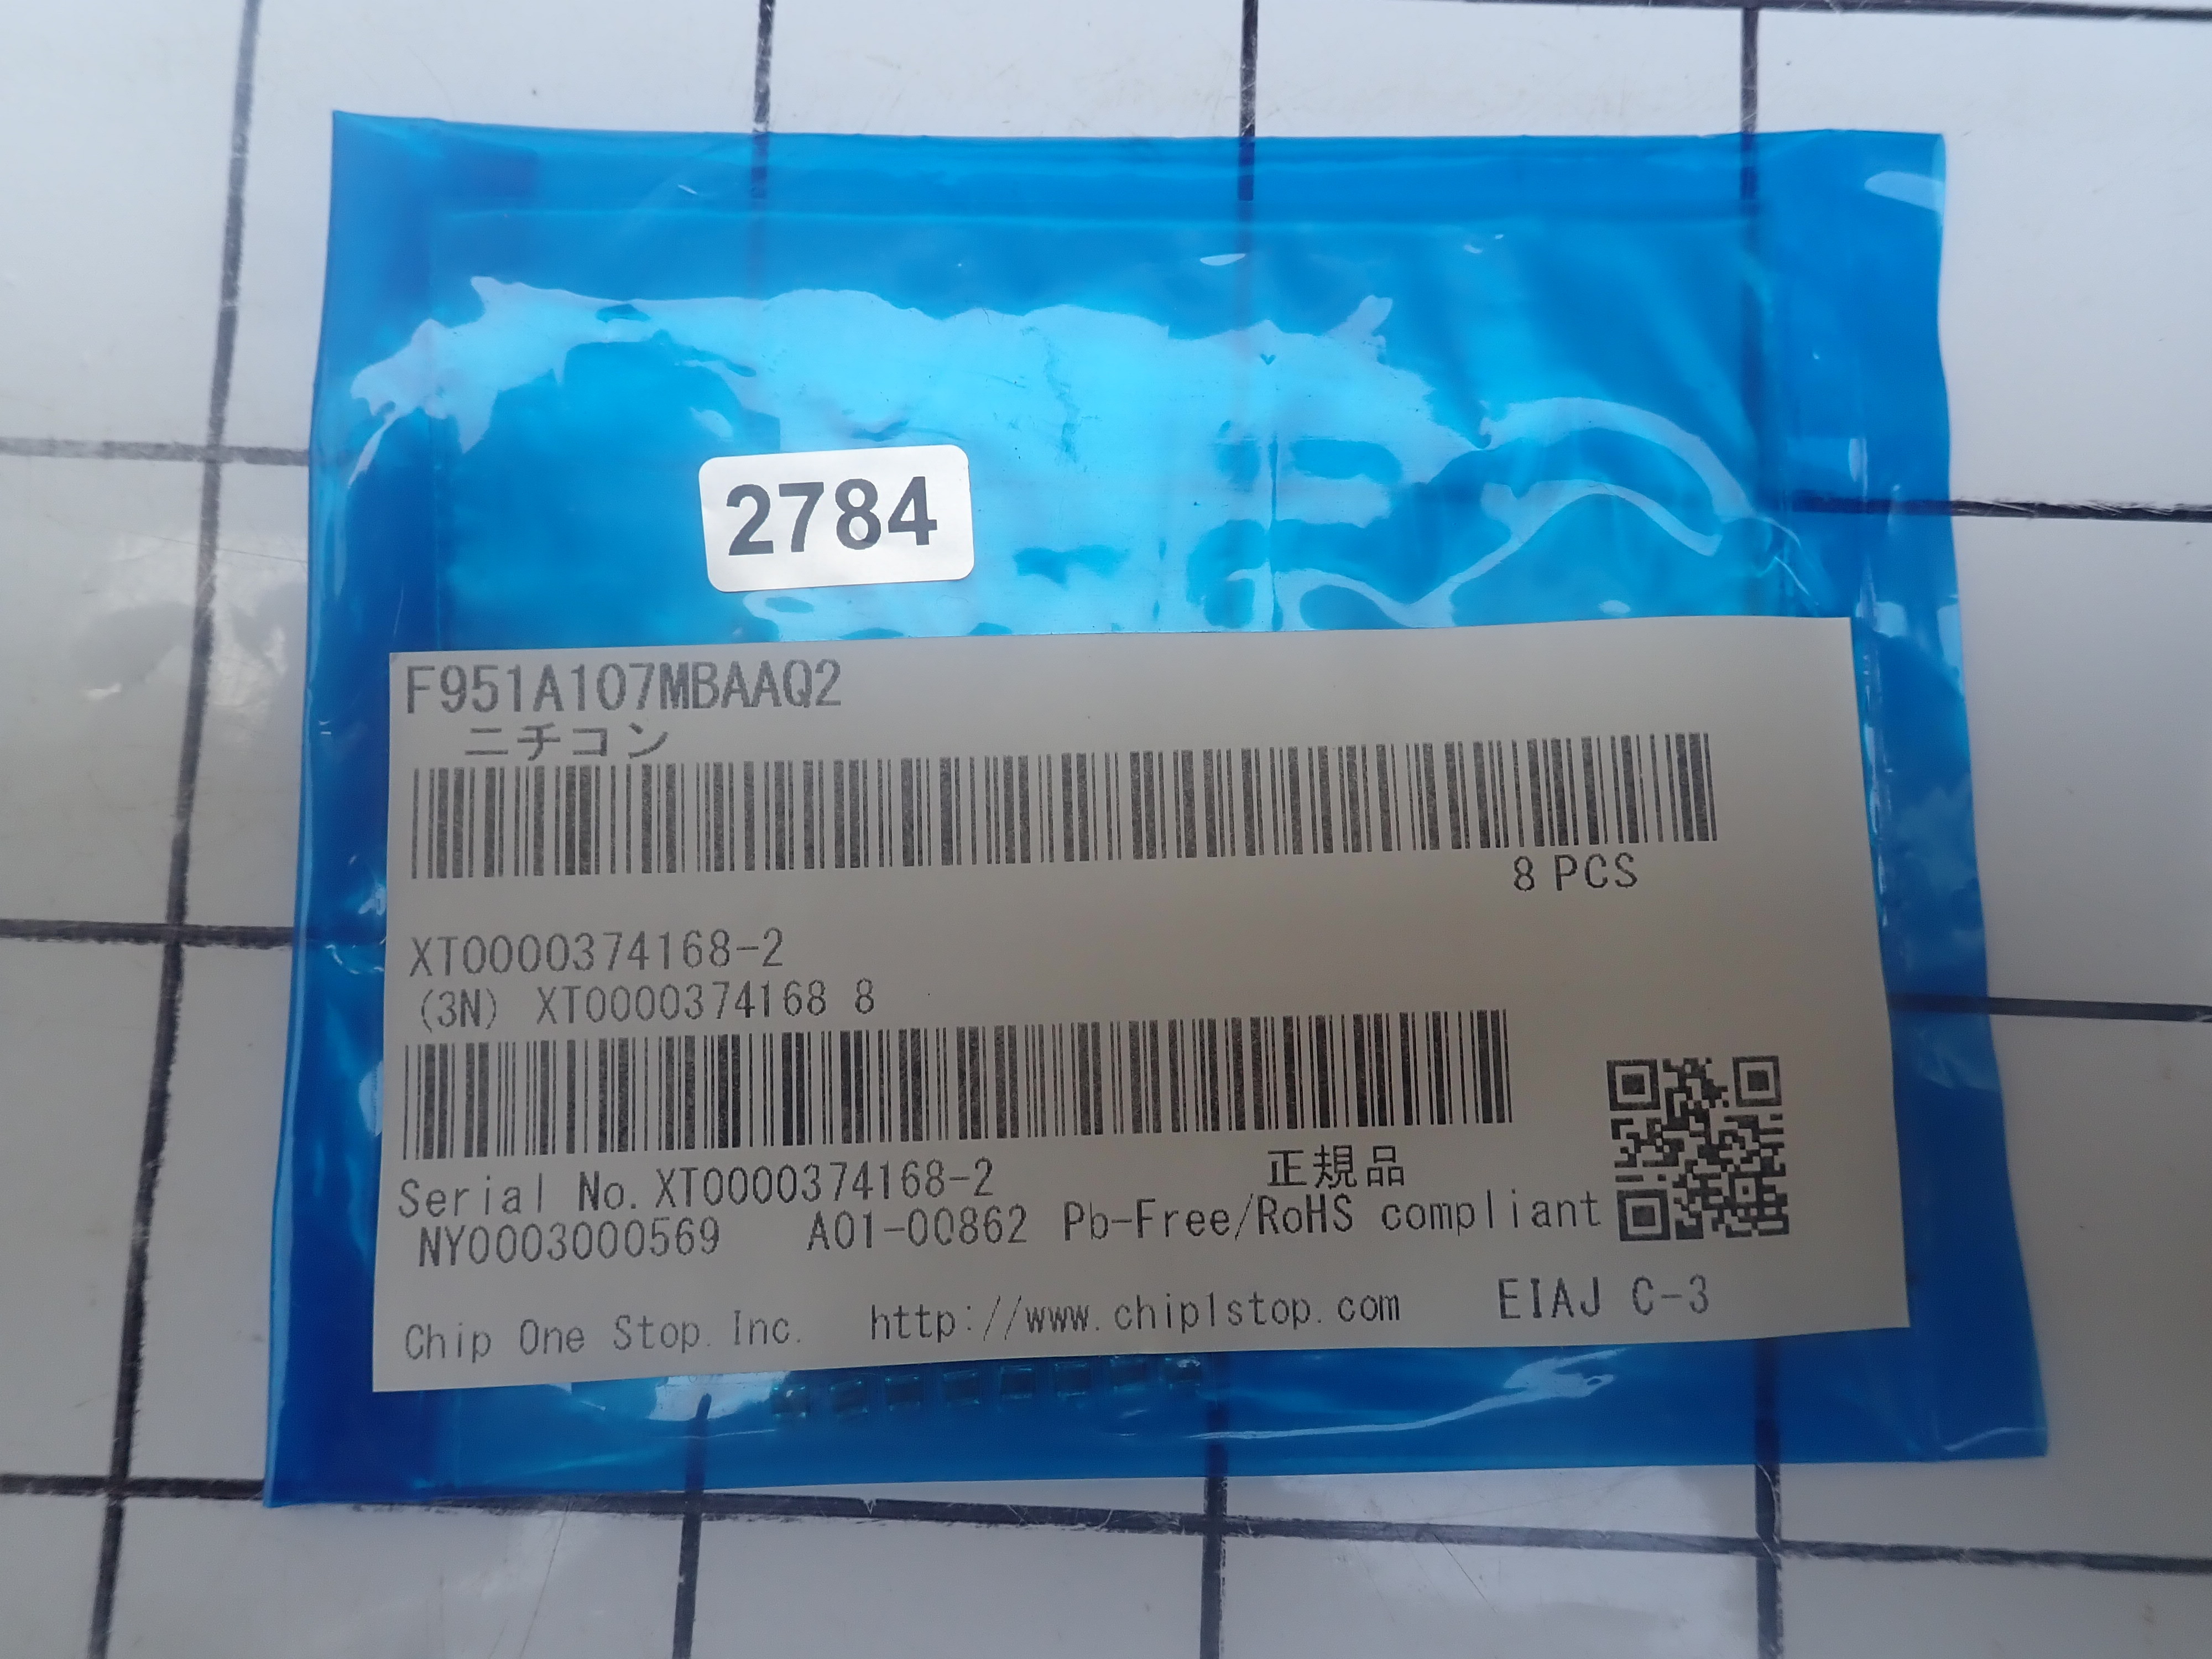 2784
F951A107MBAAQ2
ニチコン
8 PCS
XT0000374168-2
(3N) XT0000374168 8
Serial No. XT0000374168-2 正規品
NY0003000569 A01-00862 Pb-Free/RoHS compliant
Chip One Stop. Inc. http://www.chip1stop.com EIAJ C-3